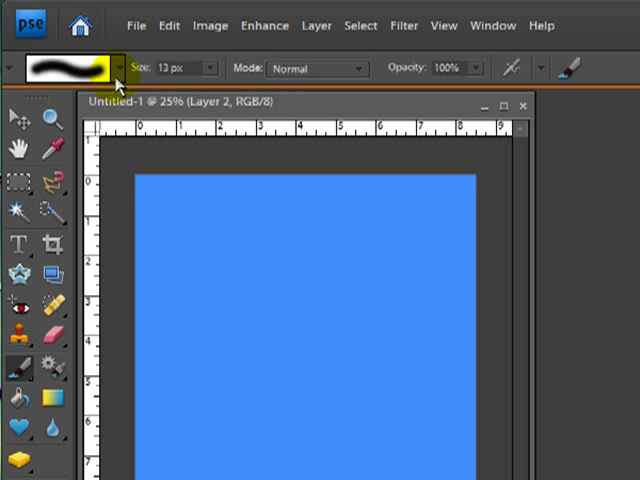 pse File Edit Image Enhance Layer Select Filter View Window Help
Size: 13 px Mode: Normal Opacity: 100%
Untitled-1 @ 25% (Layer 2, RGB/8)
0 1 2 3 4 5 6 7 8 9
0
1
2
3
4
5
6
7
T